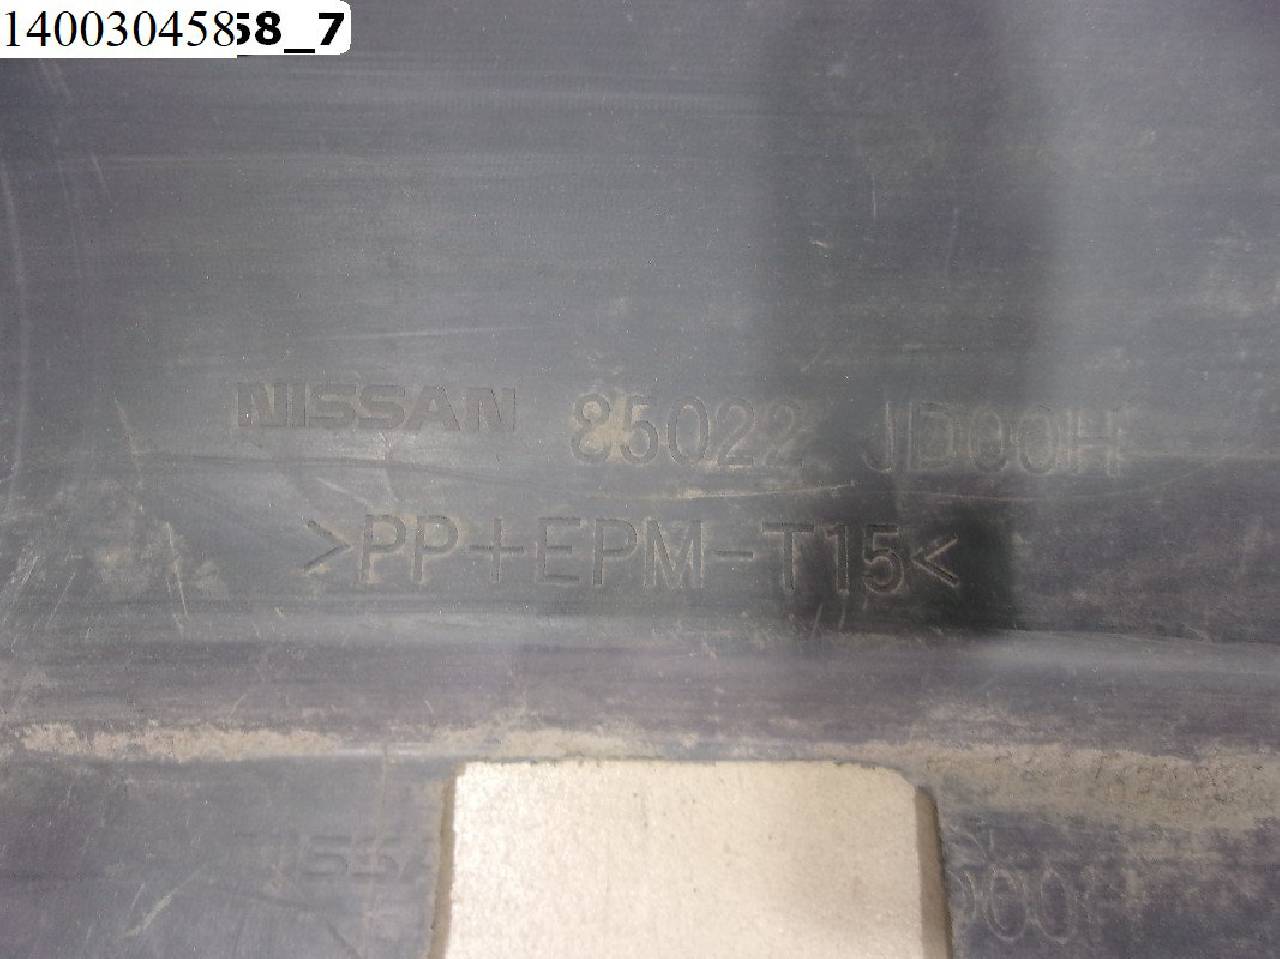 14003045858_7
NISSAN 85022 JD00H
>PP+EPM-T15<